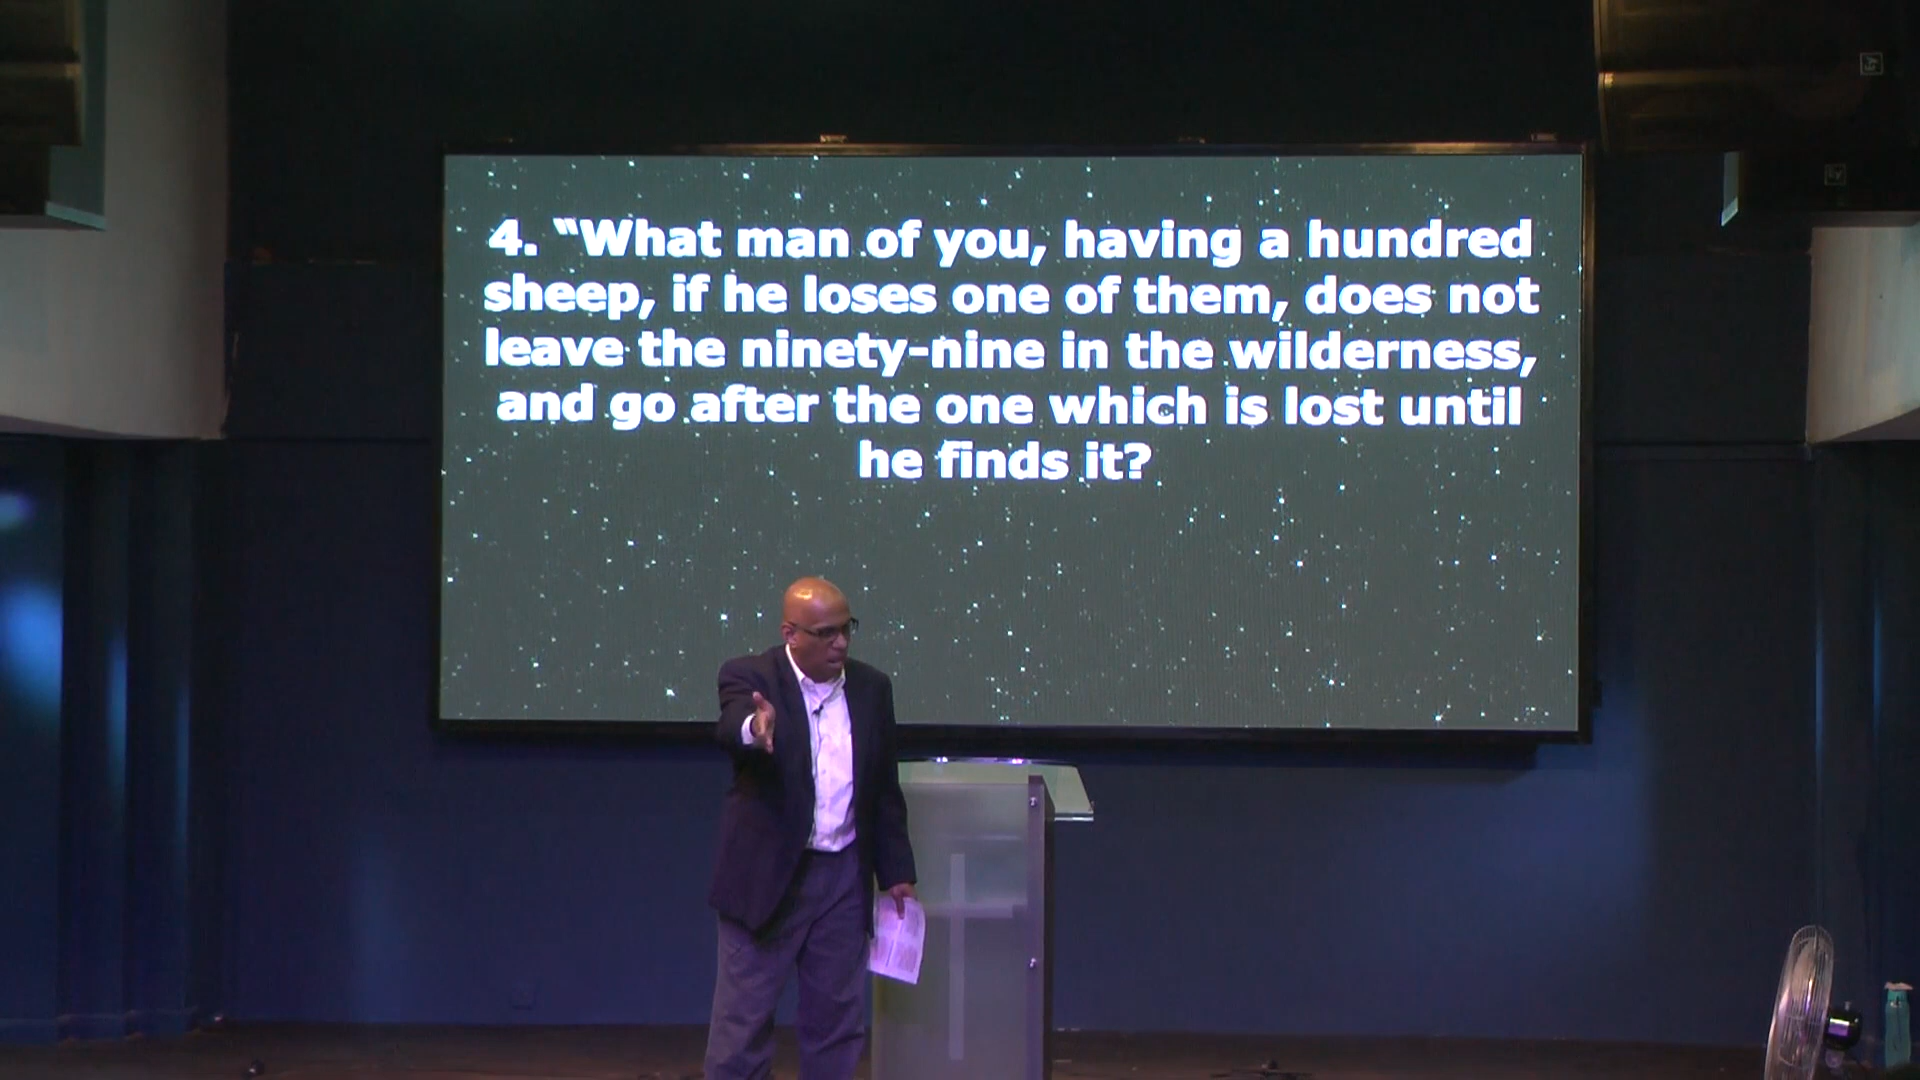 4. “What man of you, having a hundred
sheep, if he loses one of them, does not
leave the ninety-nine in the wilderness,
and go after the one which is lost until
he finds it?